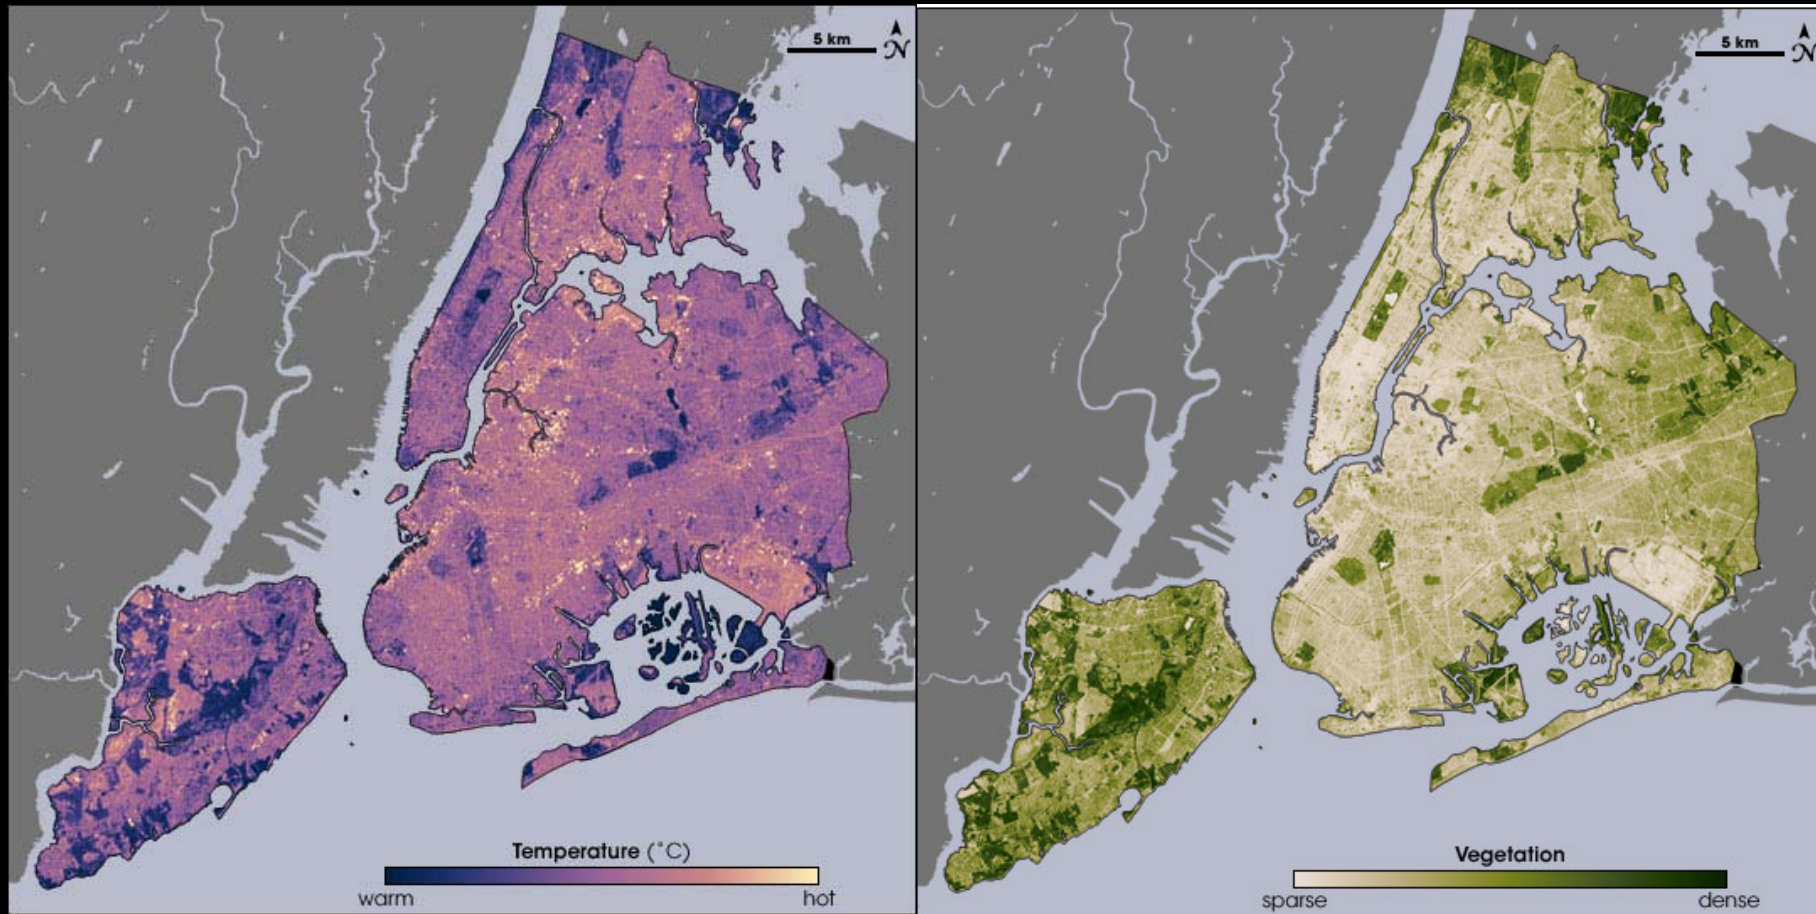 5 km
N
Temperature (°C)
warm
hot
5 km
N
Vegetation
sparse
dense